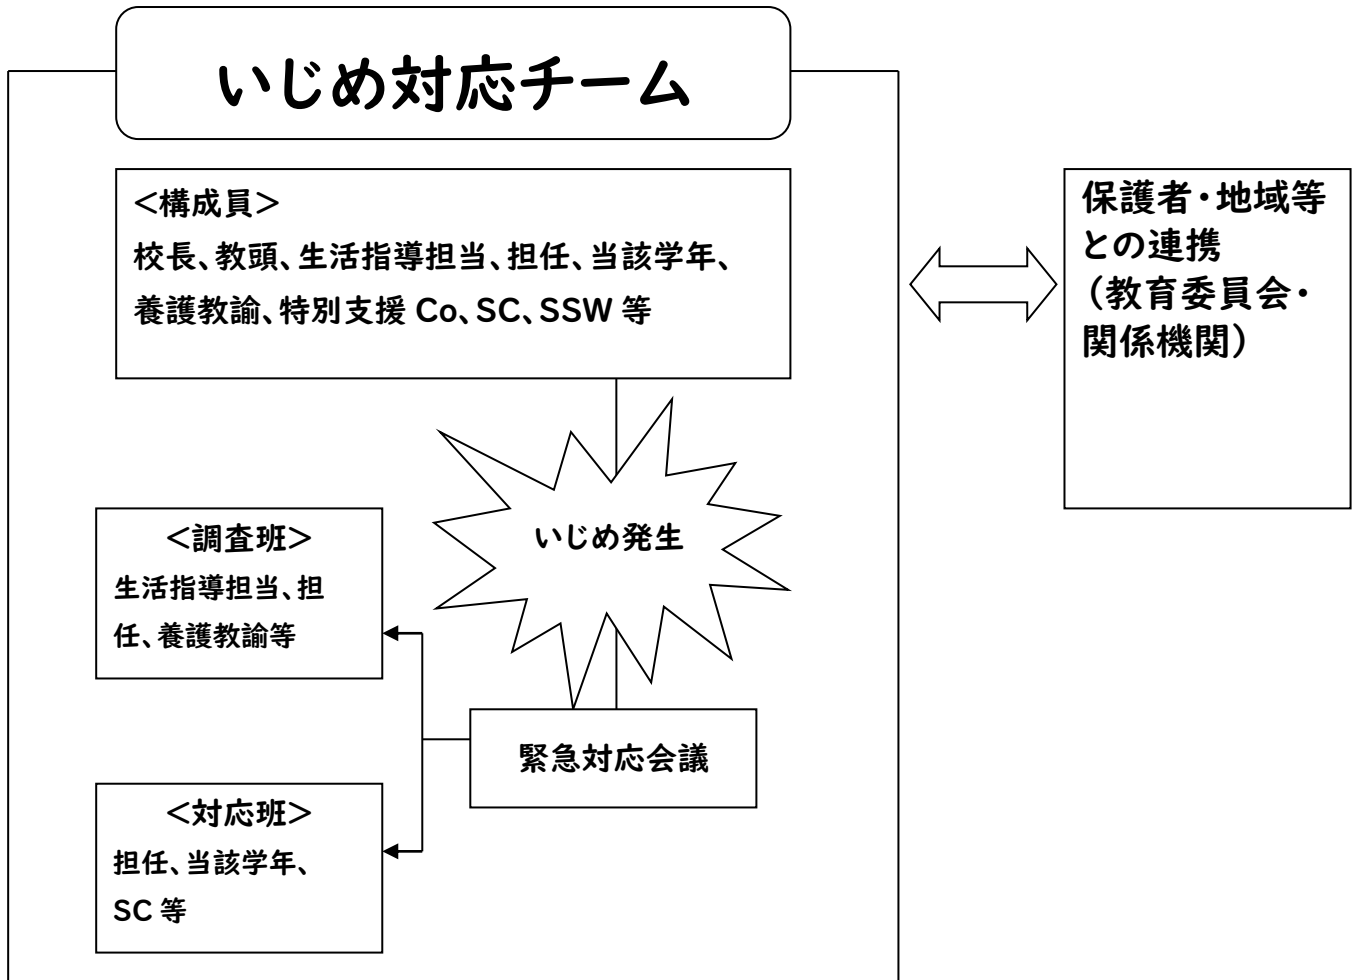 いじめ対応チーム
＜構成員＞
校長、教頭、生活指導担当、担任、当該学年、
養護教諭、特別支援 Co、SC、SSW 等
保護者・地域等
との連携
（教育委員会・
関係機関）
いじめ発生
＜調査班＞
生活指導担当、担
任、養護教諭等
緊急対応会議
＜対応班＞
担任、当該学年、
SC 等